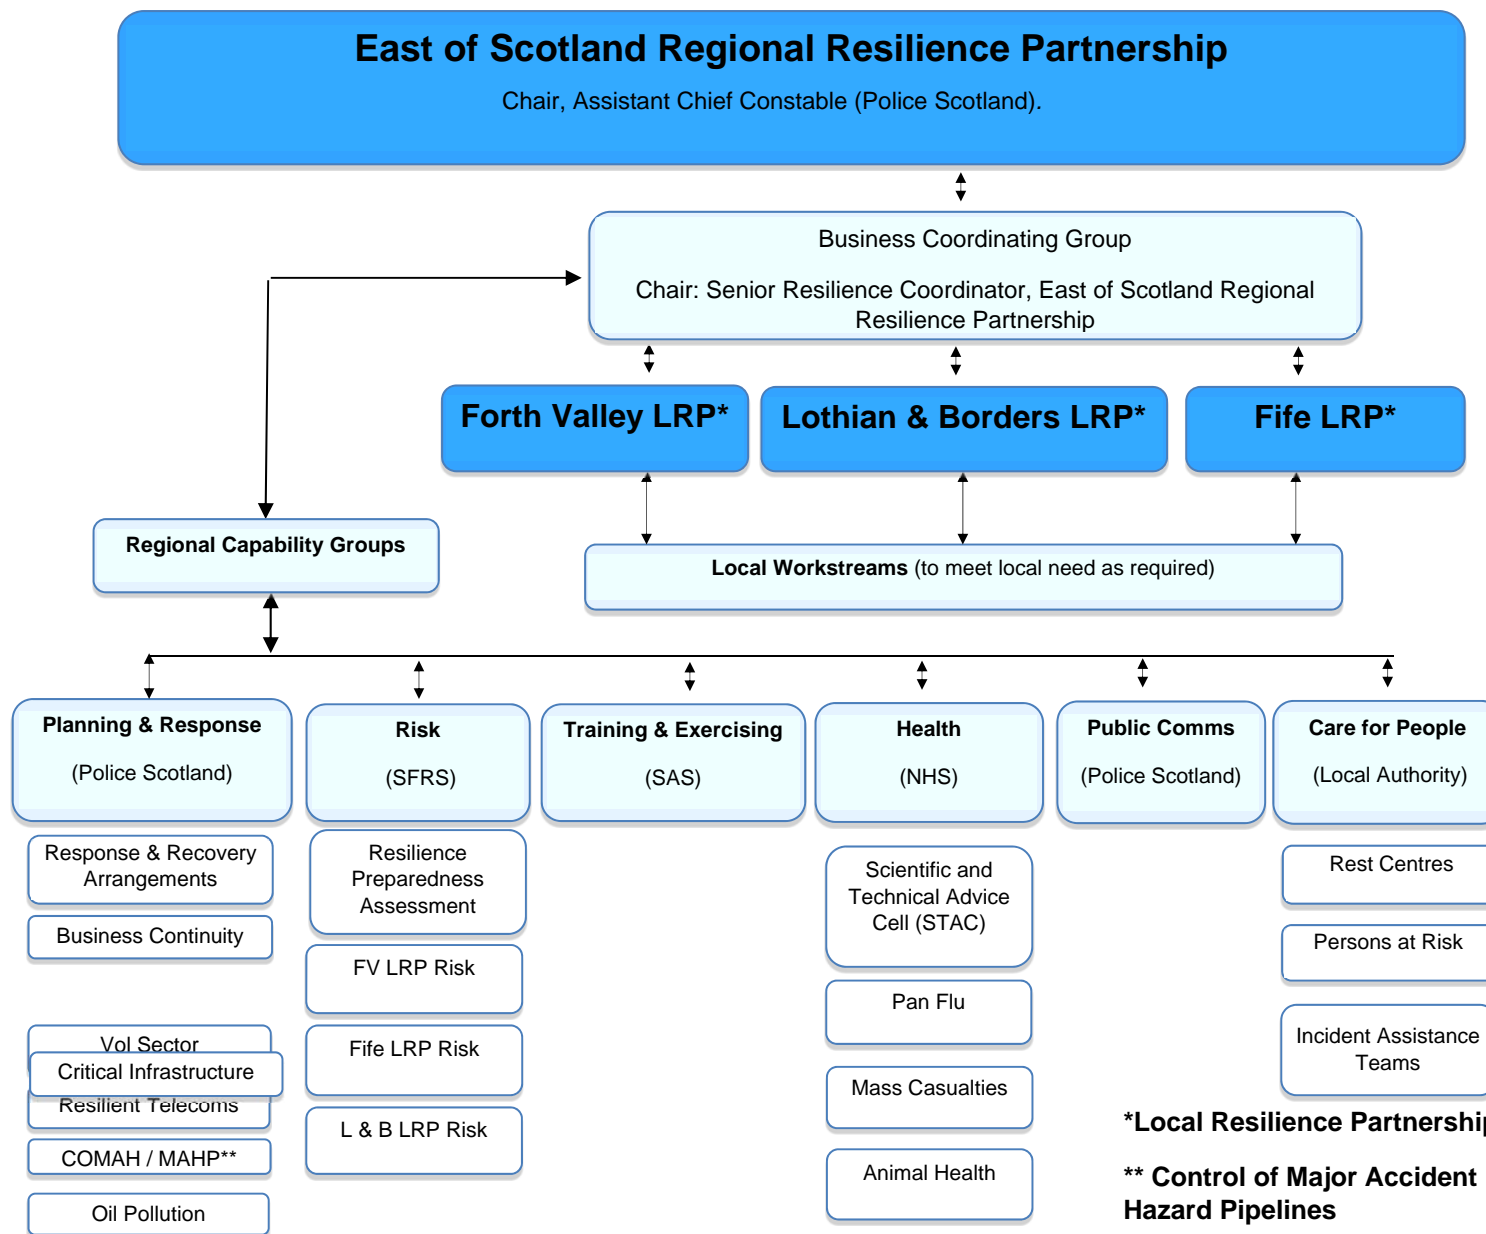 East of Scotland Regional Resilience Partnership
Chair, Assistant Chief Constable (Police Scotland).
Business Coordinating Group
Chair: Senior Resilience Coordinator, East of Scotland Regional
Resilience Partnership
Forth Valley LRP*
Lothian & Borders LRP*
Fife LRP*
Regional Capability Groups
Local Workstreams (to meet local need as required)
Planning & Response
(Police Scotland)
Response & Recovery
Arrangements
Business Continuity
Vol Sector
Critical Infrastructure
Resilient Telecoms
COMAH / MAHP**
Oil Pollution
Risk
(SFRS)
Resilience
Preparedness
Assessment
FV LRP Risk
Fife LRP Risk
L & B LRP Risk
Training & Exercising
(SAS)
Health
(NHS)
Scientific and
Technical Advice
Cell (STAC)
Pan Flu
Mass Casualties
Animal Health
Public Comms
(Police Scotland)
Care for People
(Local Authority)
Rest Centres
Persons at Risk
Incident Assistance
Teams
*Local Resilience Partnership
** Control of Major Accident
Hazard Pipelines